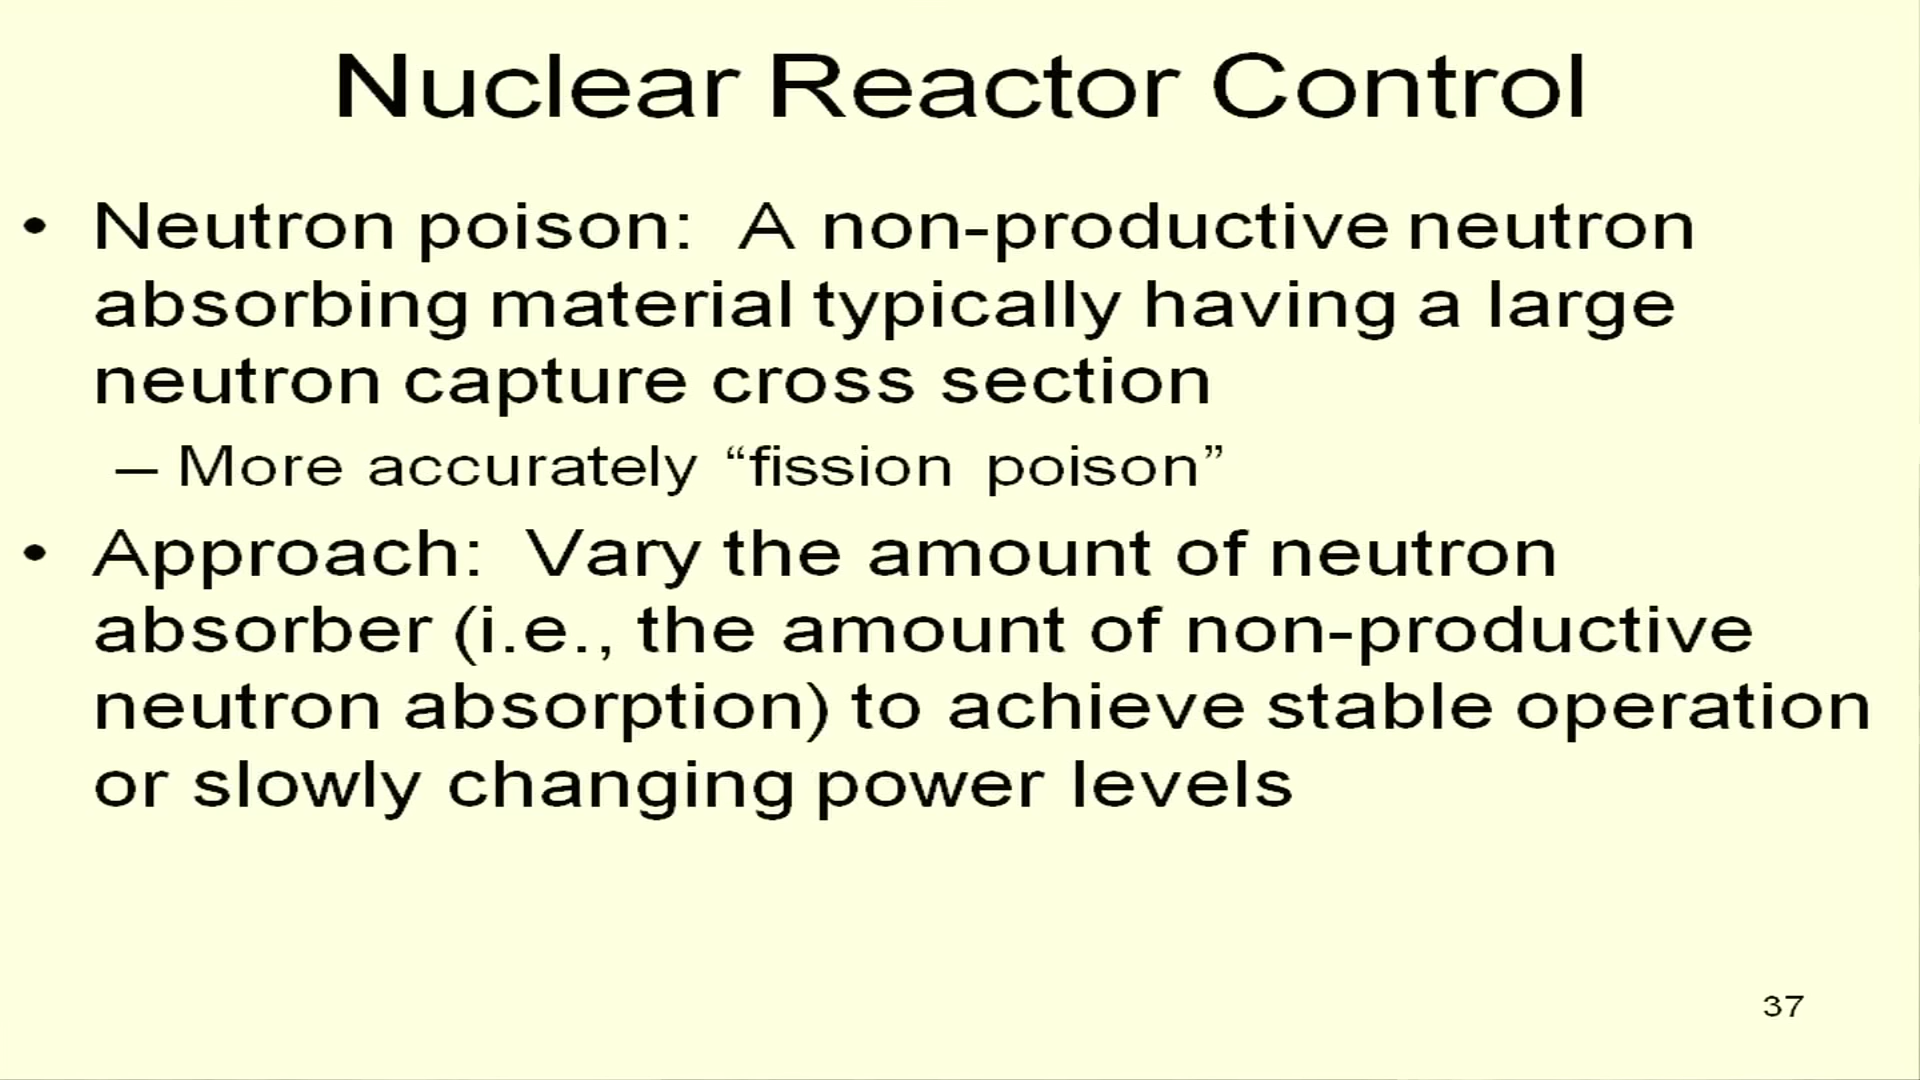 Nuclear Reactor Control
• Neutron poison: A non-productive neutron
absorbing material typically having a large
neutron capture cross section
– More accurately “fission poison”
• Approach: Vary the amount of neutron
absorber (i.e., the amount of non-productive
neutron absorption) to achieve stable operation
or slowly changing power levels
37